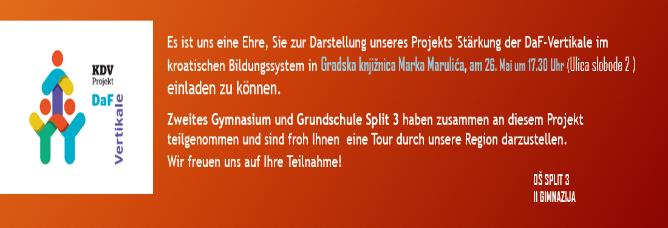 KDV
Projekt
DaF
Vertikale
Es ist uns eine Ehre, Sie zur Darstellung unseres Projekts 'Stärkung der DaF-Vertikale im
kroatischen Bildungssystem in Gradska knjižnica Marka Marulića, am 26. Mai um 17.30 Uhr (Ulica slobode 2 )
einladen zu können.
Zweites Gymnasium und Grundschule Split 3 haben zusammen an diesem Projekt
teilgenommen und sind froh Ihnen eine Tour durch unsere Region darzustellen.
Wir freuen uns auf Ihre Teilnahme!
OŠ SPLIT 3
II GIMNAZIJA